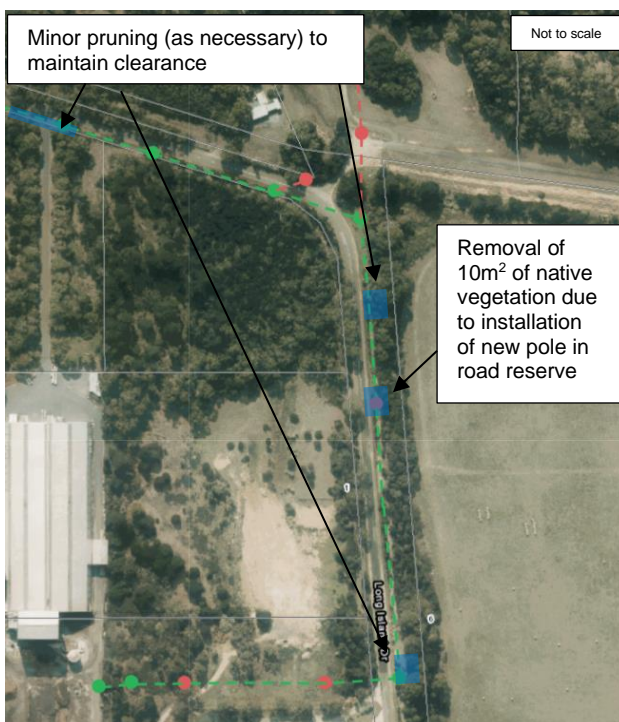 Minor pruning (as necessary) to
maintain clearance
Not to scale
Removal of
10m² of native
vegetation due
to installation
of new pole in
road reserve